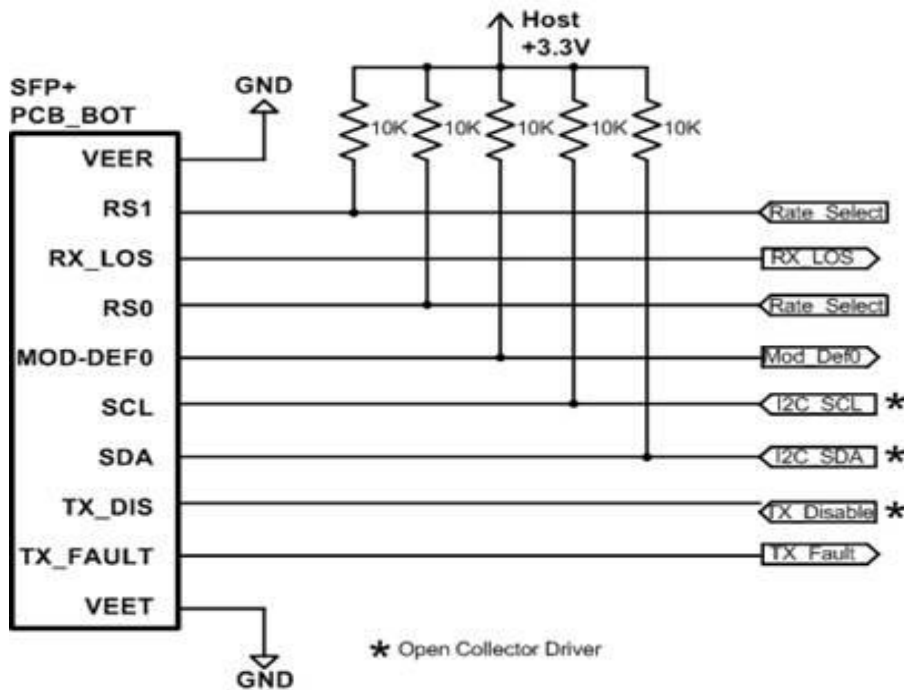 Host
+3.3V
SFP+
PCB_BOT
GND
10K 10K 10K 10K 10K
VEER
RS1 Rate_Select
RX_LOS RX_LOS
RS0 Rate_Select
MOD-DEF0 Mod_Def0
SCL I2C_SCL *
SDA I2C_SDA *
TX_DIS TX_Disable *
TX_FAULT TX_Fault
VEET
* Open Collector Driver
GND